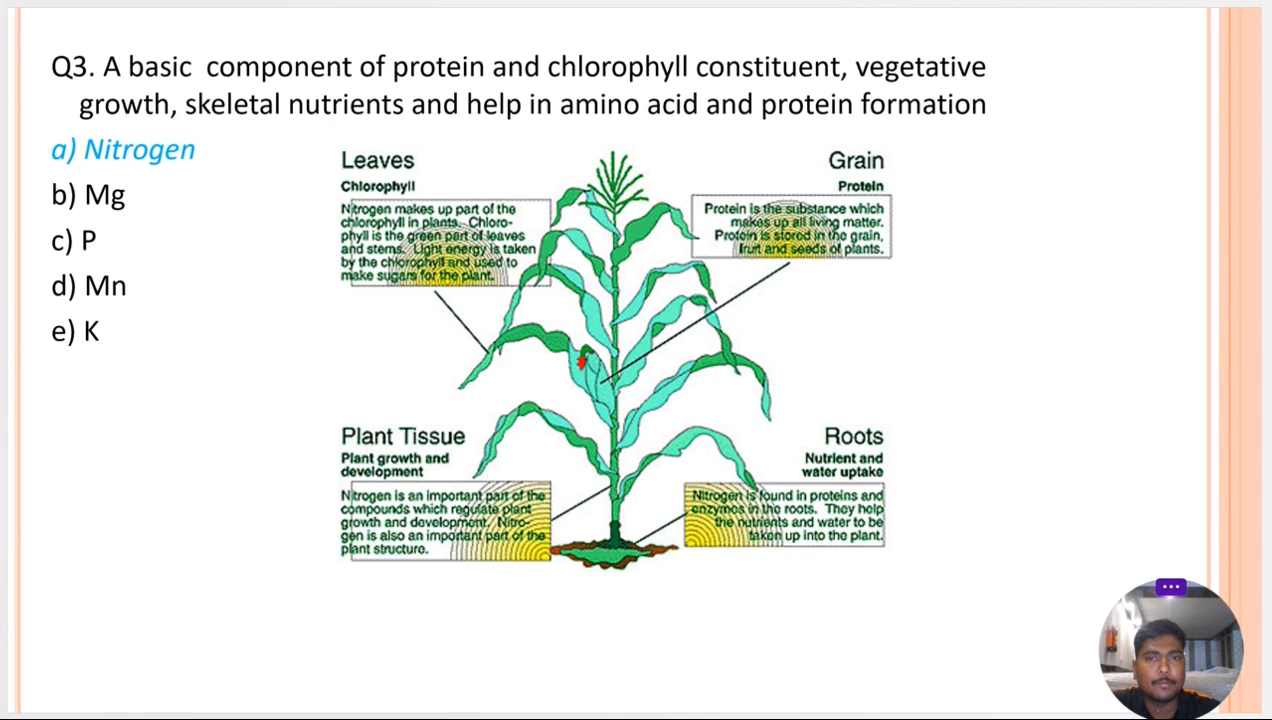 Q3. A basic component of protein and chlorophyll constituent, vegetative
growth, skeletal nutrients and help in amino acid and protein formation
a) Nitrogen
b) Mg
c) P
d) Mn
e) K
Leaves
Chlorophyll
Nitrogen makes up part of the
chlorophyll in plants. Chloro-
phyll is the green part of leaves
and stems. Light energy is taken
by the chlorophyll and used to
make sugars for the plant.
Grain
Protein
Protein is the substance which
makes up all living matter.
Protein is stored in the grain,
fruit and seeds of plants.
Plant Tissue
Plant growth and
development
Nitrogen is an important part of the
compounds which regulate plant
growth and development. Nitro-
gen is also an important part of the
plant structure.
Roots
Nutrient and
water uptake
Nitrogen is found in proteins and
enzymes in the roots. They help
the nutrients and water to be
taken up into the plant.